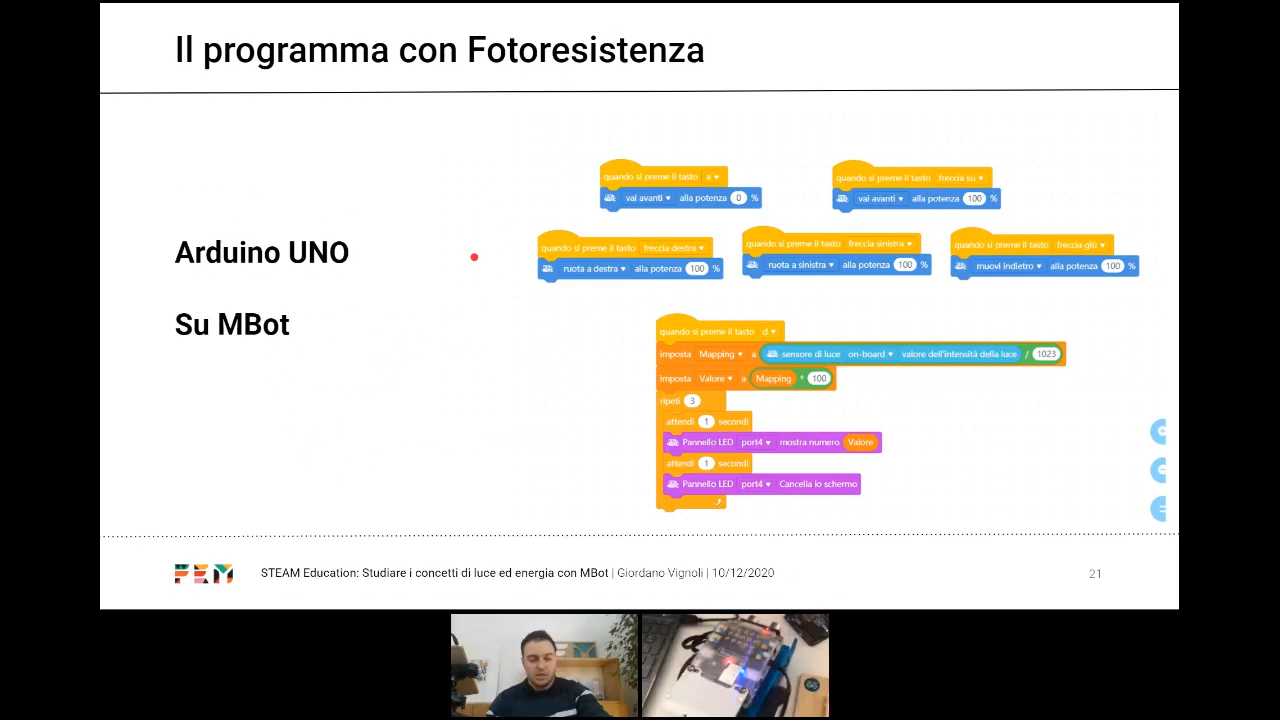 Il programma con Fotoresistenza
Arduino UNO
Su MBot
quando si preme il tasto a
vai avanti alla potenza 0 %
quando si preme il tasto freccia su
vai avanti alla potenza 100 %
quando si preme il tasto freccia destra
ruota a destra alla potenza 100 %
quando si preme il tasto freccia sinistra
ruota a sinistra alla potenza 100 %
quando si preme il tasto freccia giù
muovi indietro alla potenza 100 %
quando si preme il tasto d
imposta Mapping a sensore di luce on-board valore dell'intensità della luce / 1023
imposta Valore a Mapping * 100
ripeti 3
attendi 1 secondi
Pannello LED port4 mostra numero Valore
attendi 1 secondi
Pannello LED port4 Cancella lo schermo
FEM
STEAM Education: Studiare i concetti di luce ed energia con MBot | Giordano Vignoli | 10/12/2020
21